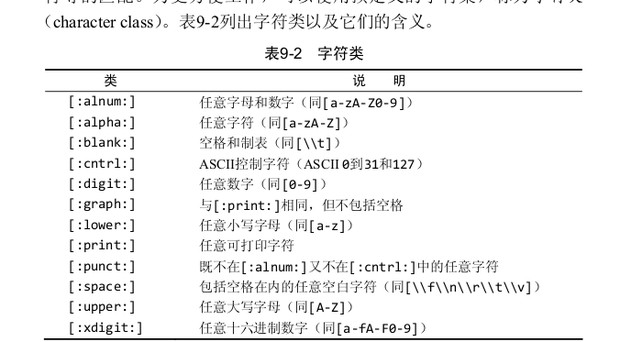 （character class）。表9-2列出字符类以及它们的含义。
表9-2 字符类
类 说 明
[:alnum:] 任意字母和数字（同[a-zA-Z0-9]）
[:alpha:] 任意字符（同[a-zA-Z]）
[:blank:] 空格和制表（同[\\t]）
[:cntrl:] ASCII控制字符（ASCII 0到31和127）
[:digit:] 任意数字（同[0-9]）
[:graph:] 与[:print:]相同，但不包括空格
[:lower:] 任意小写字母（同[a-z]）
[:print:] 任意可打印字符
[:punct:] 既不在[:alnum:]又不在[:cntrl:]中的任意字符
[:space:] 包括空格在内的任意空白字符（同[\\f\\n\\r\\t\\v]）
[:upper:] 任意大写字母（同[A-Z]）
[:xdigit:] 任意十六进制数字（同[a-fA-F0-9]）